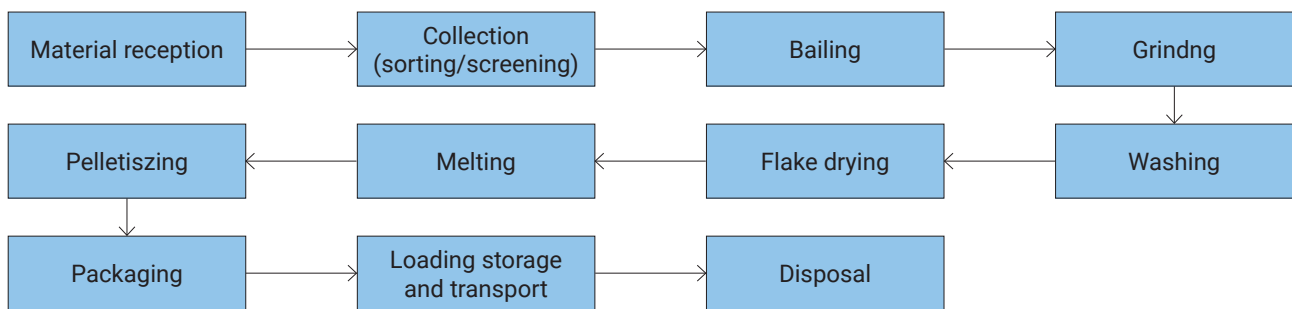 Material reception
Collection
(sorting/screening)
Bailing
Grindng
Pelletiszing
Melting
Flake drying
Washing
Packaging
Loading storage
and transport
Disposal